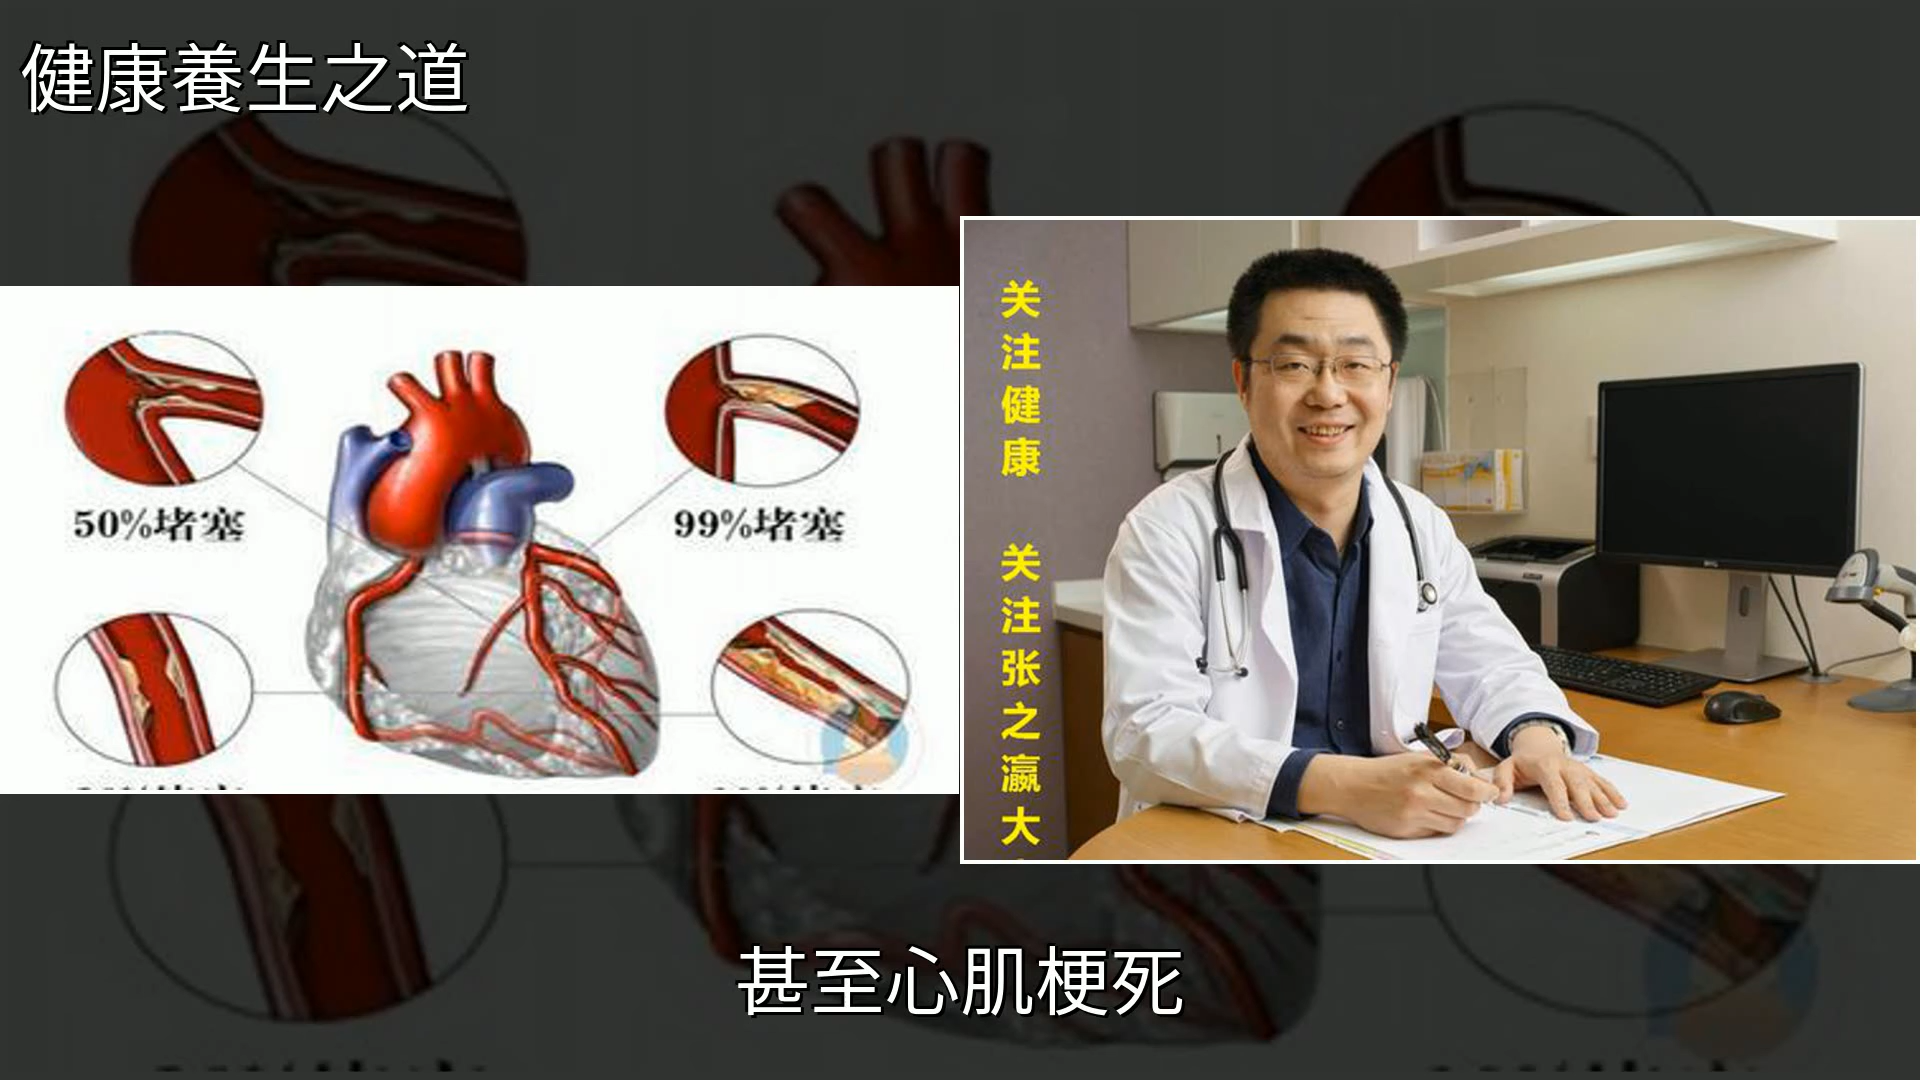 健康養生之道
50%堵塞
99%堵塞
关注健康 关注张之瀛大
甚至心肌梗死